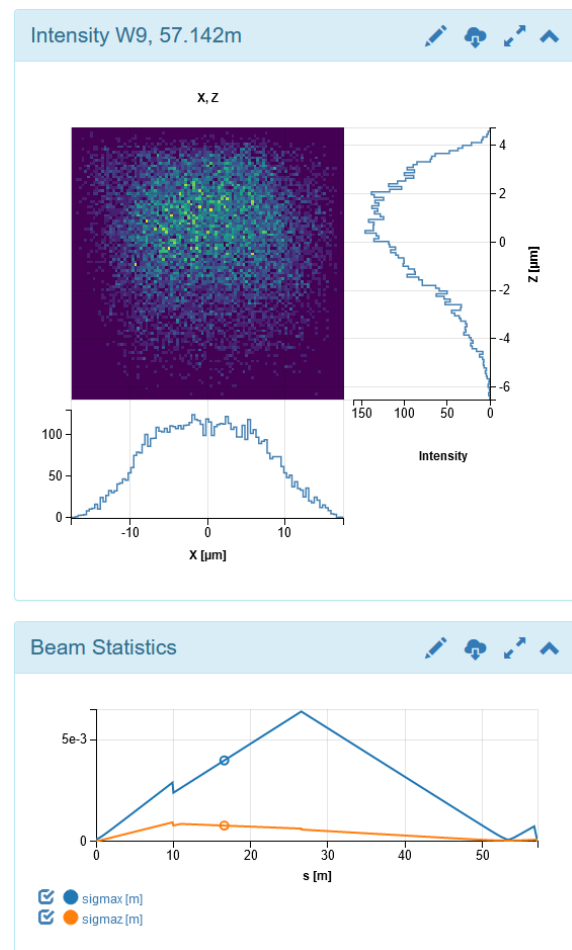 Intensity W9, 57.142m
X, Z
4
2
0
-2
-4
-6
Z [µm]
150 100 50 0
Intensity
100
50
0
-10 0 10
X [µm]
Beam Statistics
5e-3
0
0 10 20 30 40 50
s [m]
sigmax [m]
sigmaz [m]